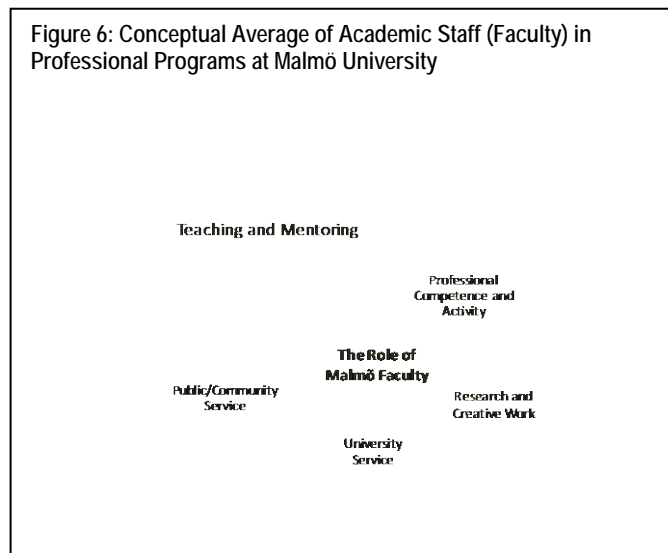 Figure 6: Conceptual Average of Academic Staff (Faculty) in
Professional Programs at Malmö University
Teaching and Mentoring
Professional
Competence and
Activity
The Role of
Malmö Faculty
Public/Community
Service
Research and
Creative Work
University
Service